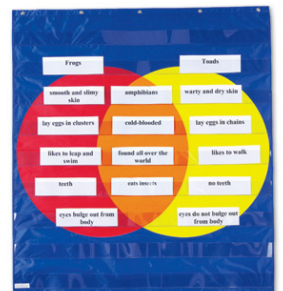 Frogs
Toads
smooth and slimy
skin
amphibians
warty and dry skin
lay eggs in clusters
cold-blooded
lay eggs in chains
likes to leap and
swim
found all over the
world
likes to walk
teeth
eats insects
no teeth
eyes bulge out from
body
eyes do not bulge out from
body